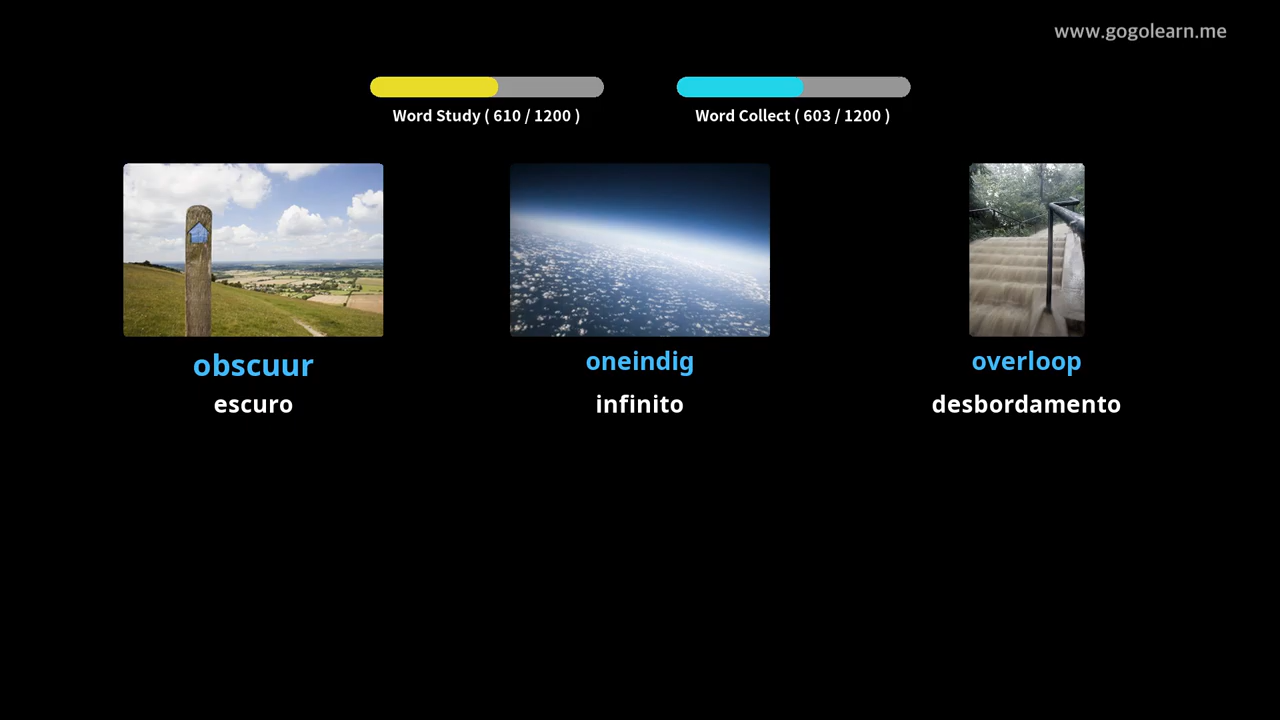 www.gogolearn.me
Word Study ( 610 / 1200 )
Word Collect ( 603 / 1200 )
obscuur
oneindig
overloop
escuro
infinito
desbordamento